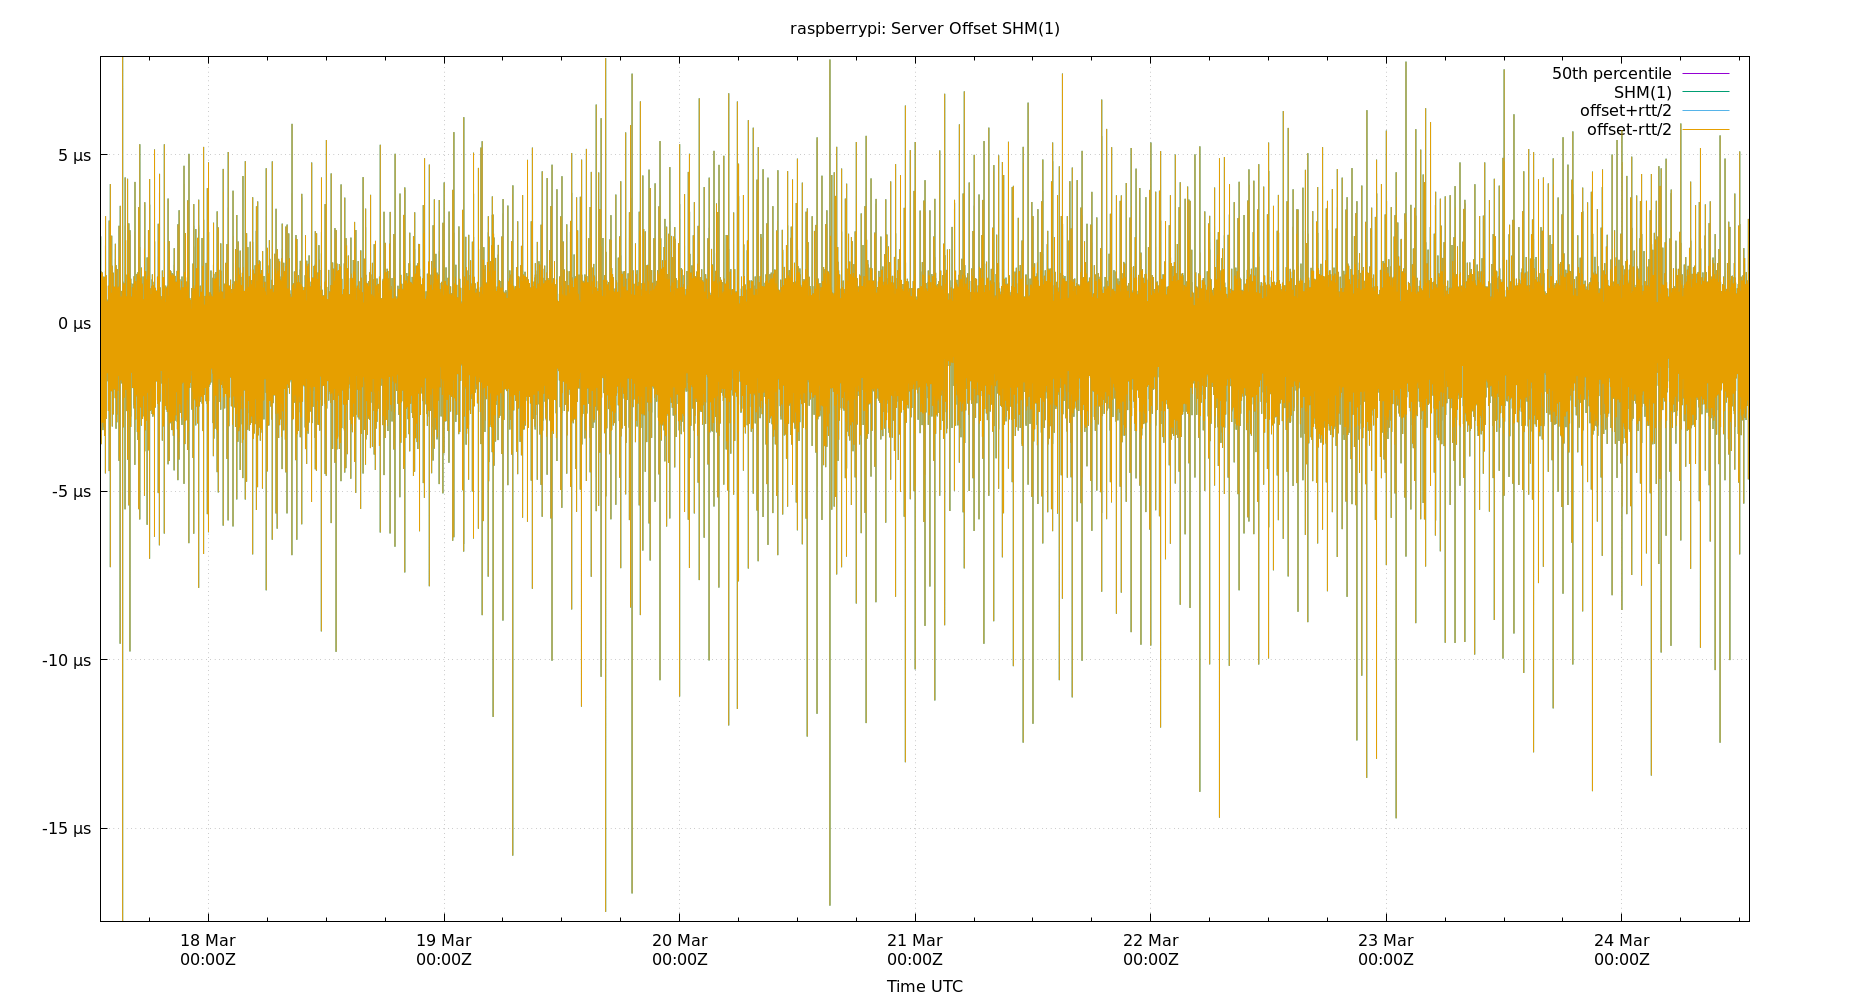 raspberrypi: Server Offset SHM(1)
50th percentile
SHM(1)
offset+rtt/2
offset-rtt/2
5 µs
0 µs
-5 µs
-10 µs
-15 µs
18 Mar 19 Mar 20 Mar 21 Mar 22 Mar 23 Mar 24 Mar
00:00Z 00:00Z 00:00Z 00:00Z 00:00Z 00:00Z 00:00Z
Time UTC